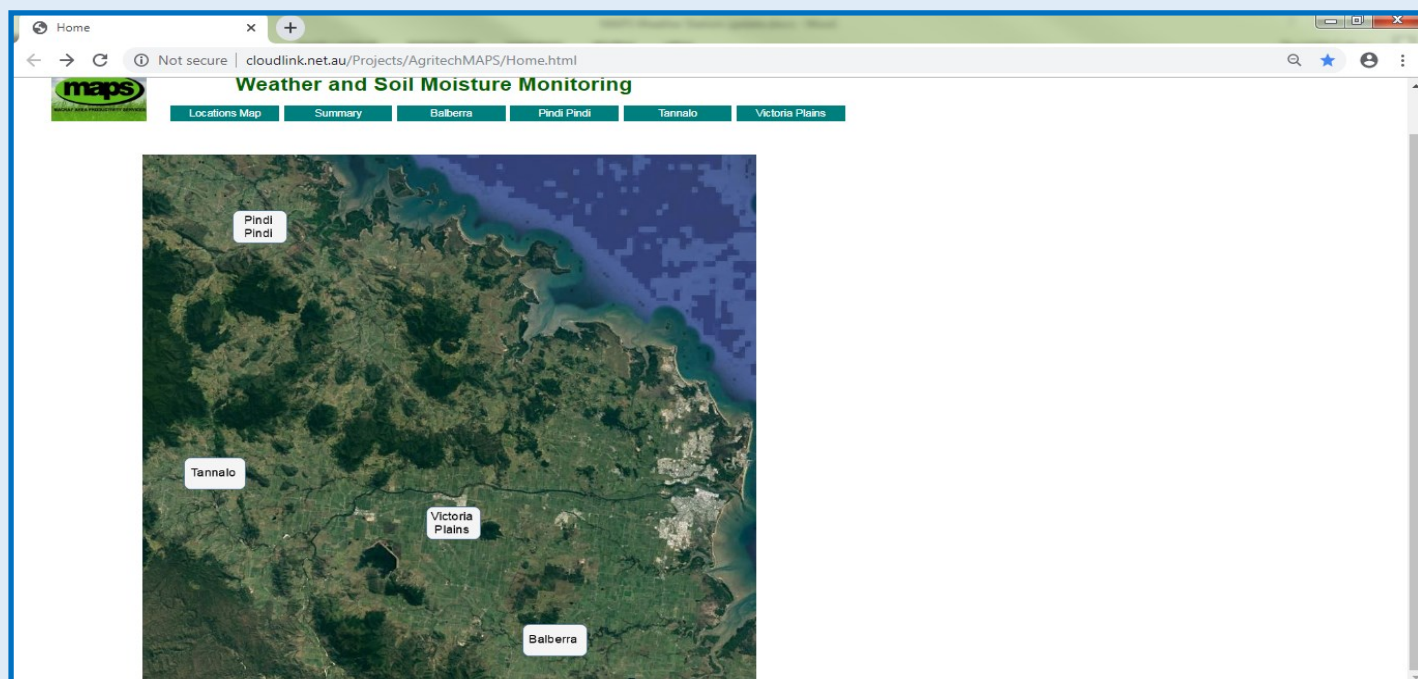 Home
Not secure | cloudlink.net.au/Projects/AgritechMAPS/Home.html
maps
Weather and Soil Moisture Monitoring
Locations Map Summary Balberra Pindi Pindi Tannalo Victoria Plains
Pindi
Pindi
Tannalo
Victoria
Plains
Balberra